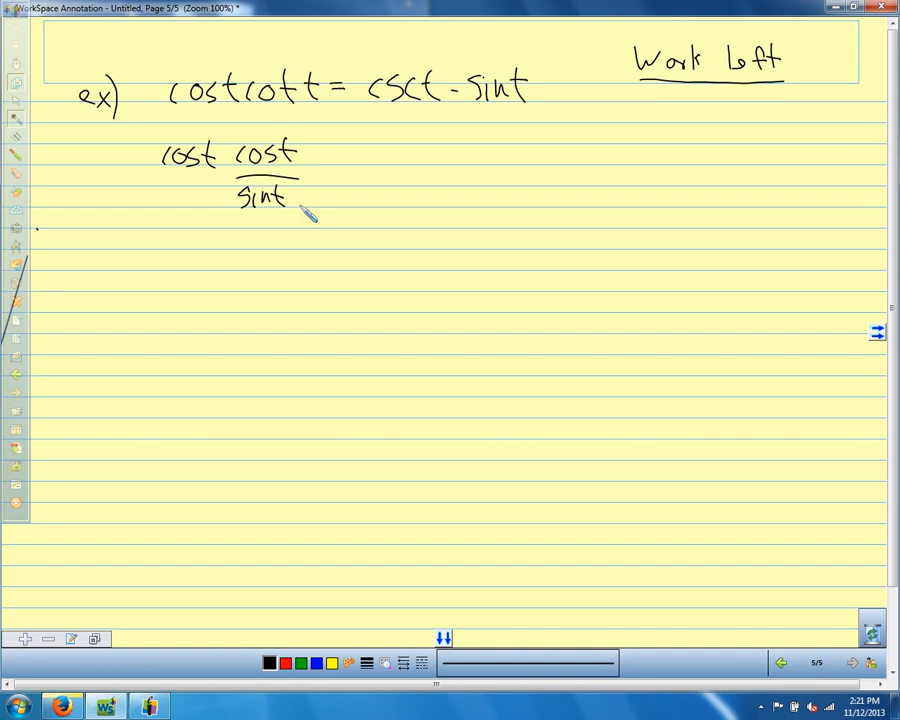 WorkSpace Annotation - Untitled, Page 5/5 (Zoom 100%) *
Work Left
ex) cost cot t = csct - sint
cost cost
sint
5/5
2:21 PM
11/12/2013